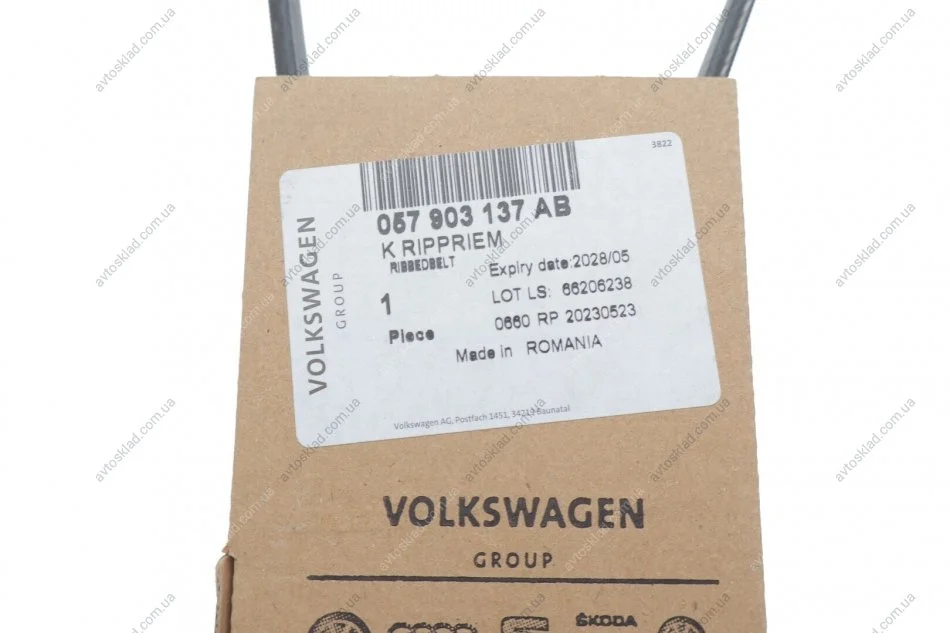 3822
057 903 137 AB
K RIPPRIEM
RIBBEDBELT
Expiry date:2028/05
1
LOT LS: 66206238
Piece
0660 RP 20230523
Made in ROMANIA
VOLKSWAGEN
GROUP
Volkswagen AG, Postfach 1451, 34219 Baunatal
VOLKSWAGEN
GROUP
ŠKODA
avtosklad.com.ua